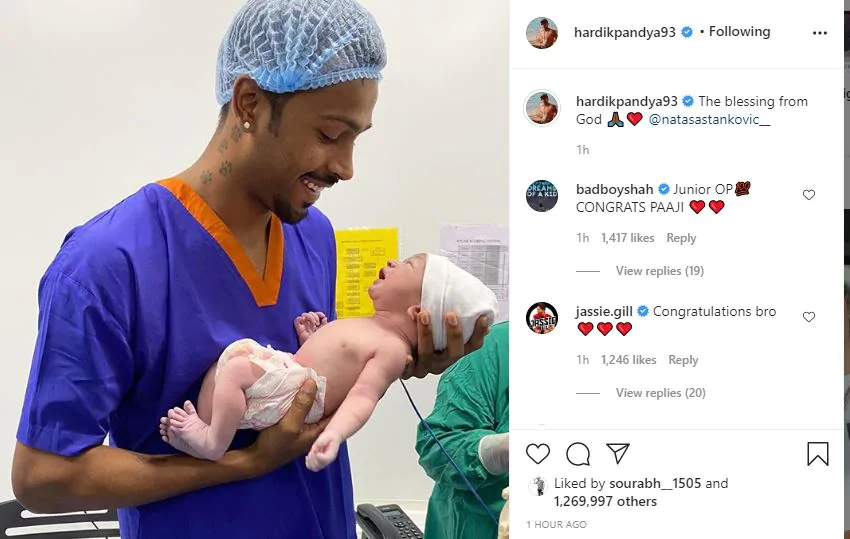 hardikpandya93 • Following
hardikpandya93 The blessing from
God 🙏🏾 ❤️ @natasastankovic__
1h
badboyshah Junior OP💯
CONGRATS PAAJI ❤️ ❤️
1h 1,417 likes Reply
View replies (19)
jassie.gill Congratulations bro
❤️❤️❤️
1h 1,246 likes Reply
View replies (20)
Liked by sourabh__1505 and
1,269,997 others
1 HOUR AGO